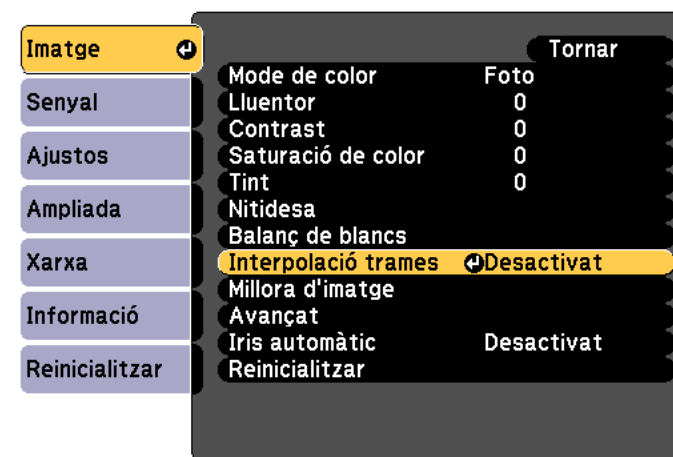 Imatge
Senyal
Ajustos
Ampliada
Xarxa
Informació
Reinicialitzar
Tornar
Mode de color Foto
Lluentor 0
Contrast 0
Saturació de color 0
Tint 0
Nitidesa
Balanç de blancs
Interpolació trames Desactivat
Millora d'imatge
Avançat
Iris automàtic Desactivat
Reinicialitzar